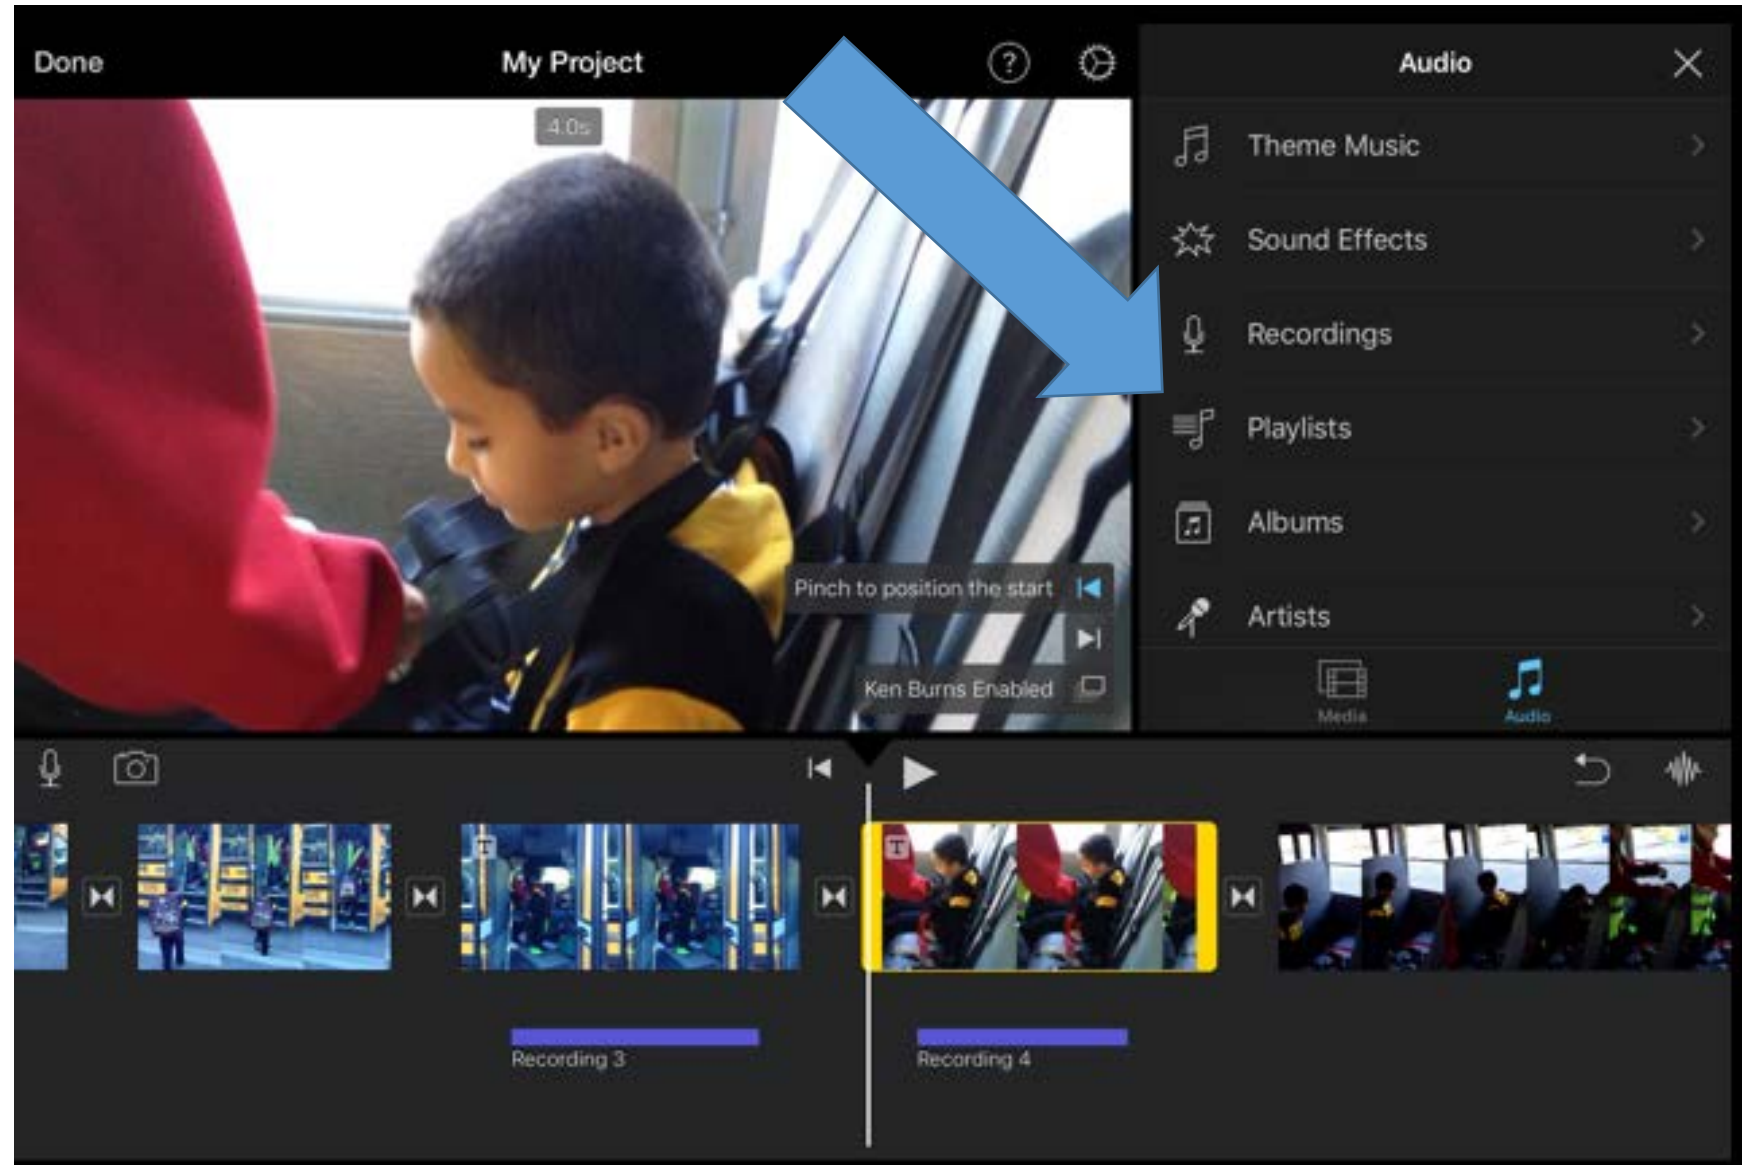 Done
My Project
?
Audio
4.0s
Theme Music
Sound Effects
Recordings
Playlists
Albums
Artists
Pinch to position the start
Ken Burns Enabled
Media
Audio
T
T
Recording 3
Recording 4